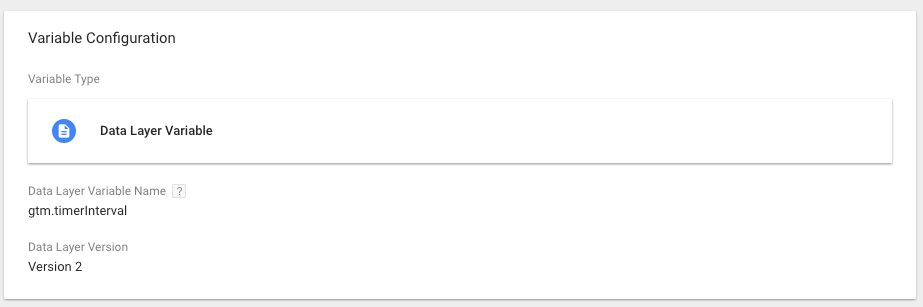 Variable Configuration
Variable Type
Data Layer Variable
Data Layer Variable Name ?
gtm.timerInterval
Data Layer Version
Version 2